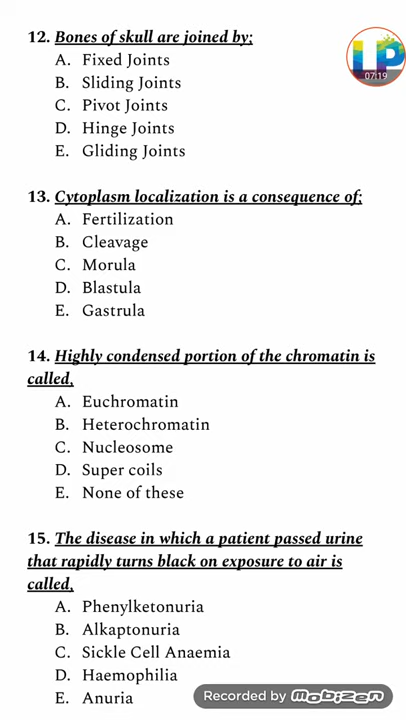 12. Bones of skull are joined by;
A. Fixed Joints
B. Sliding Joints
C. Pivot Joints
D. Hinge Joints
E. Gliding Joints
13. Cytoplasm localization is a consequence of;
A. Fertilization
B. Cleavage
C. Morula
D. Blastula
E. Gastrula
14. Highly condensed portion of the chromatin is
called,
A. Euchromatin
B. Heterochromatin
C. Nucleosome
D. Super coils
E. None of these
15. The disease in which a patient passed urine
that rapidly turns black on exposure to air is
called,
A. Phenylketonuria
B. Alkaptonuria
C. Sickle Cell Anaemia
D. Haemophilia
E. Anuria
UP
07:19
Recorded by mobizen